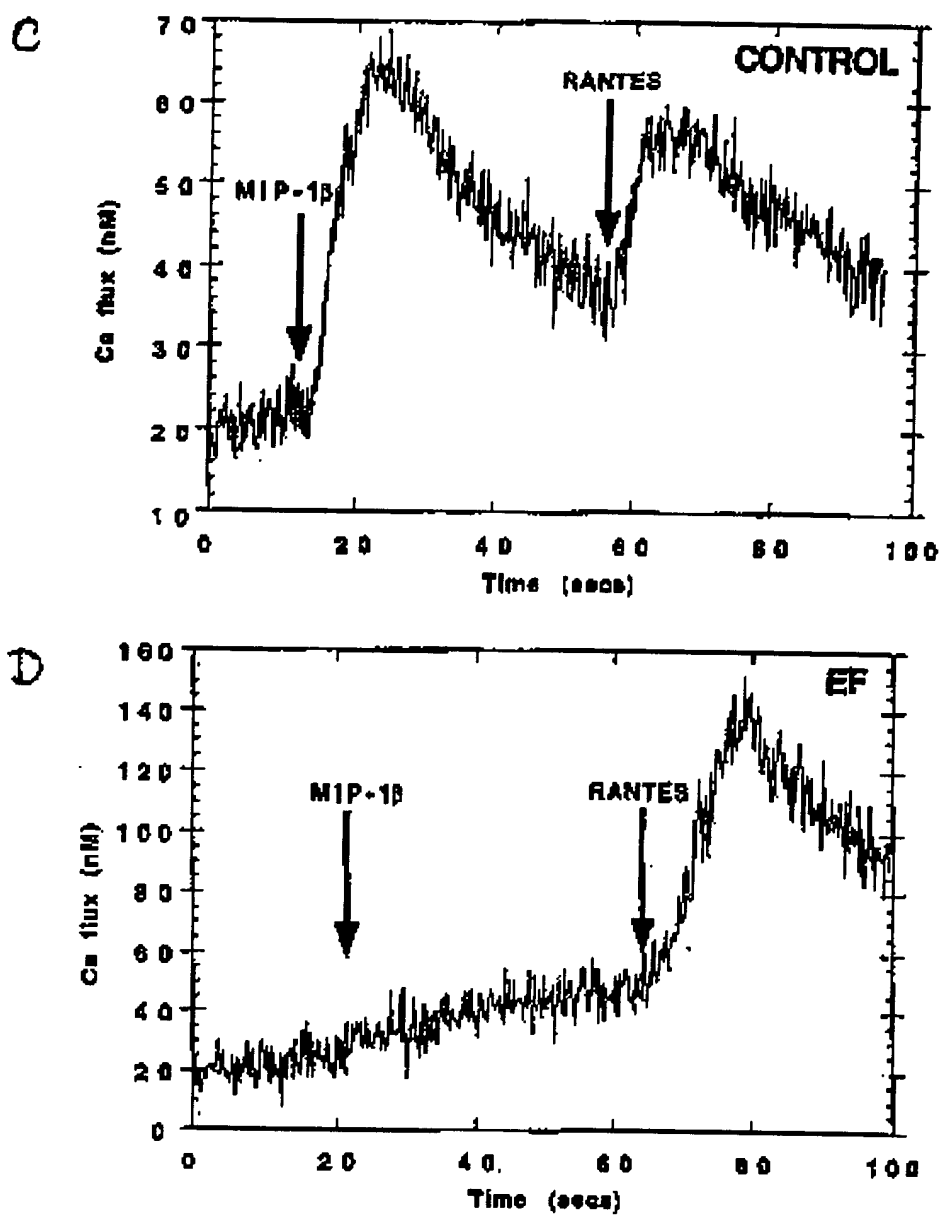 C
70
CONTROL
RANTES
60
50
MIP-1β
40
30
20
10
Ca flux (nM)
0 20 40 60 80 100
Time (secs)
D
160
EF
140
120
MIP-1β RANTES
100
80
60
40
20
0
Ca flux (nM)
0 20 40 60 80 100
Time (secs)